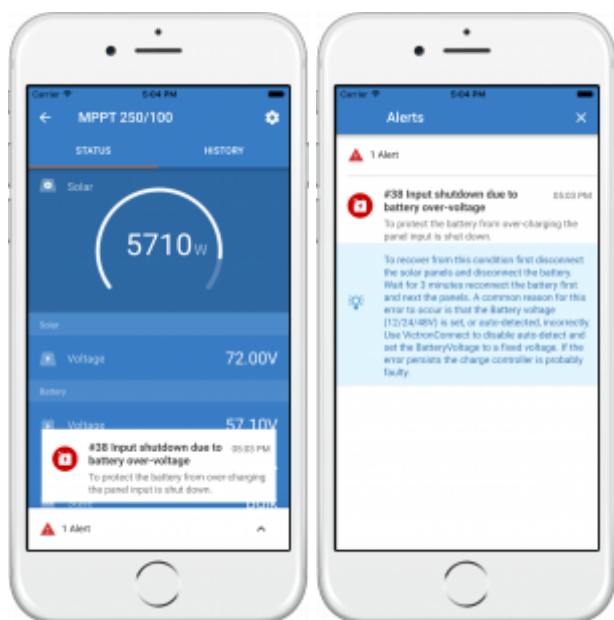 Carrier 5:04 PM
MPPT 250/100
STATUS HISTORY
Solar
5710W
Solar
Voltage 72.00V
Battery
Voltage 57.10V
#38 Input shutdown due to 05:03 PM
battery over-voltage
To protect the battery from over-charging
the panel input is shut down.
1 Alert
Carrier 5:04 PM
Alerts
1 Alert
#38 Input shutdown due to 05:03 PM
battery over-voltage
To protect the battery from over-charging the
panel input is shut down.
To recover from this condition first disconnect
the solar panels and disconnect the battery.
Wait for 3 minutes reconnect the battery first
and next the panels. A common reason for this
error to occur is that the Battery voltage
(12/24/48V) is set, or auto-detected, incorrectly.
Use VictronConnect to disable auto-detect and
set the BatteryVoltage to a fixed voltage. If the
error persists the charge controller is probably
faulty.